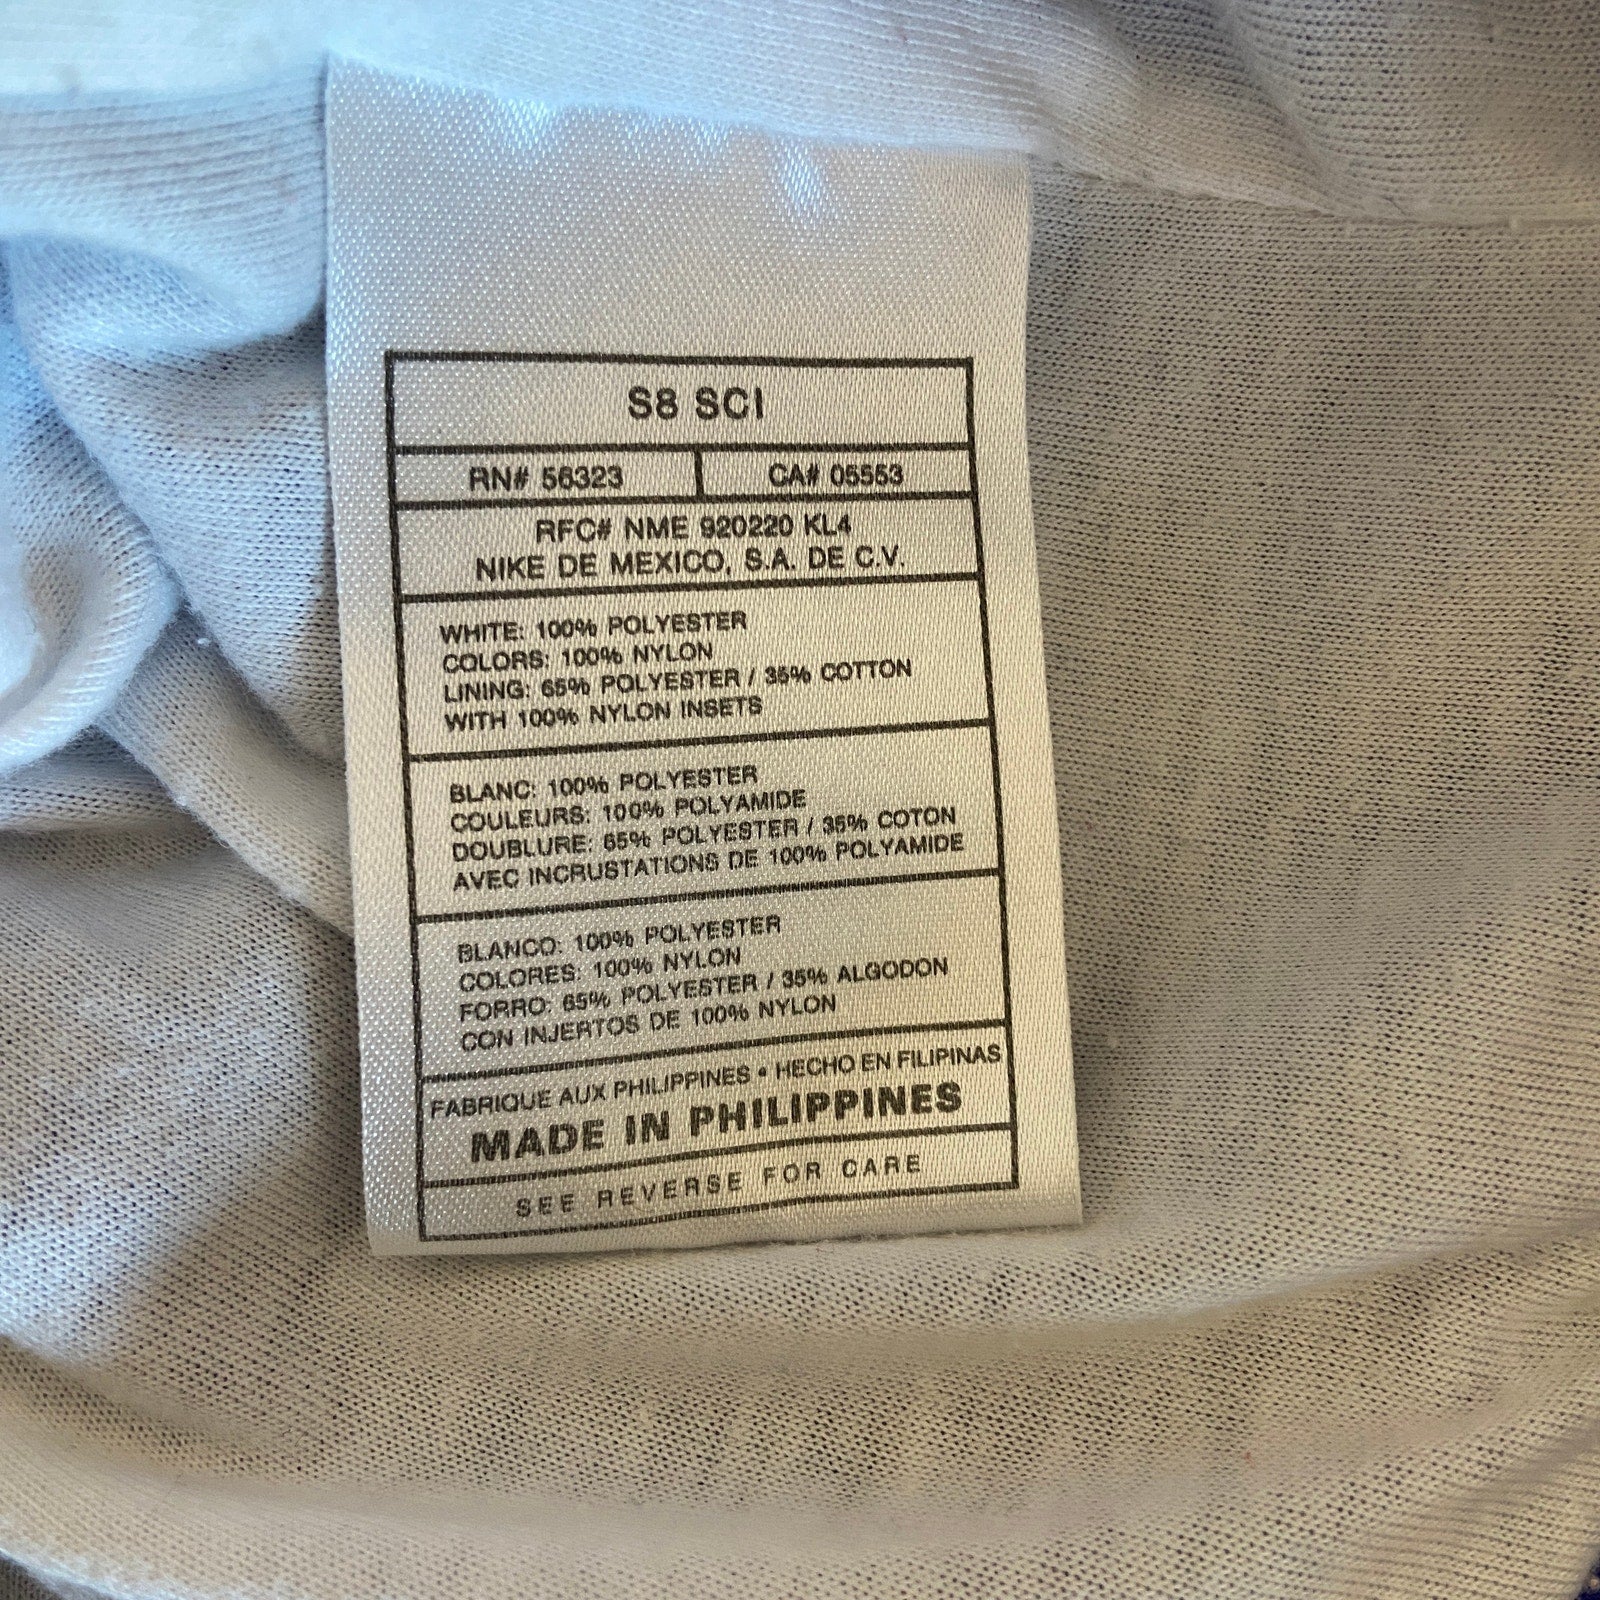 S8 SCI
RN# 56323 CA# 05553
RFC# NME 920220 KL4
NIKE DE MEXICO, S.A. DE C.V.
WHITE: 100% POLYESTER
COLORS: 100% NYLON
LINING: 65% POLYESTER / 35% COTTON
WITH 100% NYLON INSETS
BLANC: 100% POLYESTER
COULEURS: 100% POLYAMIDE
DOUBLURE: 65% POLYESTER / 35% COTON
AVEC INCRUSTATIONS DE 100% POLYAMIDE
BLANCO: 100% POLYESTER
COLORES: 100% NYLON
FORRO: 65% POLYESTER / 35% ALGODON
CON INJERTOS DE 100% NYLON
FABRIQUE AUX PHILIPPINES • HECHO EN FILIPINAS
MADE IN PHILIPPINES
SEE REVERSE FOR CARE